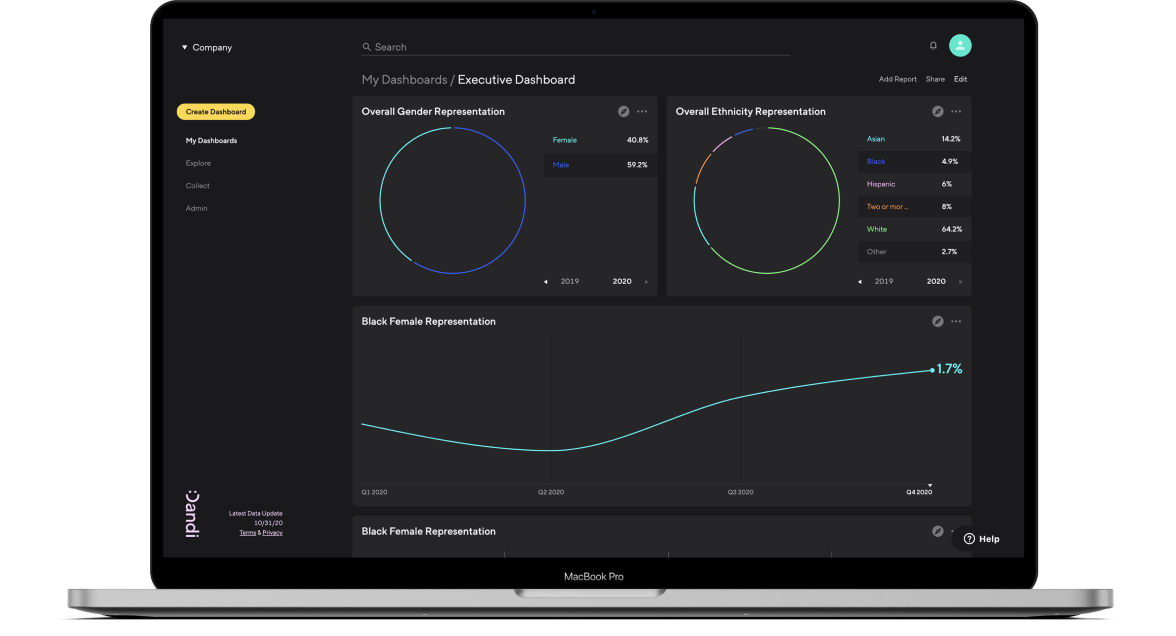 ▼ Company
Search
My Dashboards / Executive Dashboard
Add Report Share Edit
Create Dashboard
My Dashboards
Explore
Collect
Admin
Overall Gender Representation
Female 40.8%
Male 59.2%
2019 2020
Overall Ethnicity Representation
Asian 14.2%
Black 4.9%
Hispanic 6%
Two or mor... 8%
White 64.2%
Other 2.7%
2019 2020
Black Female Representation
1.7%
Q1 2020 Q2 2020 Q3 2020 Q4 2020
Black Female Representation
Dandi
Latest Data Update
10/31/20
Terms & Privacy
? Help
MacBook Pro